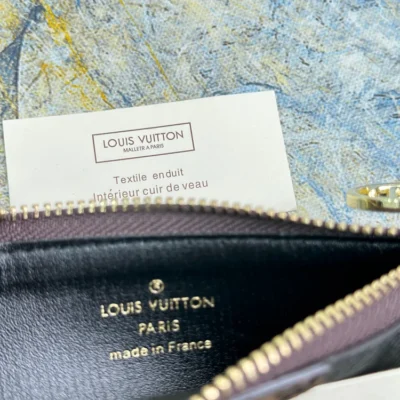 LOUIS VUITTON
MALLETIER A PARIS
Textile enduit
Intérieur cuir de veau
LOUIS VUITTON
PARIS
made in France